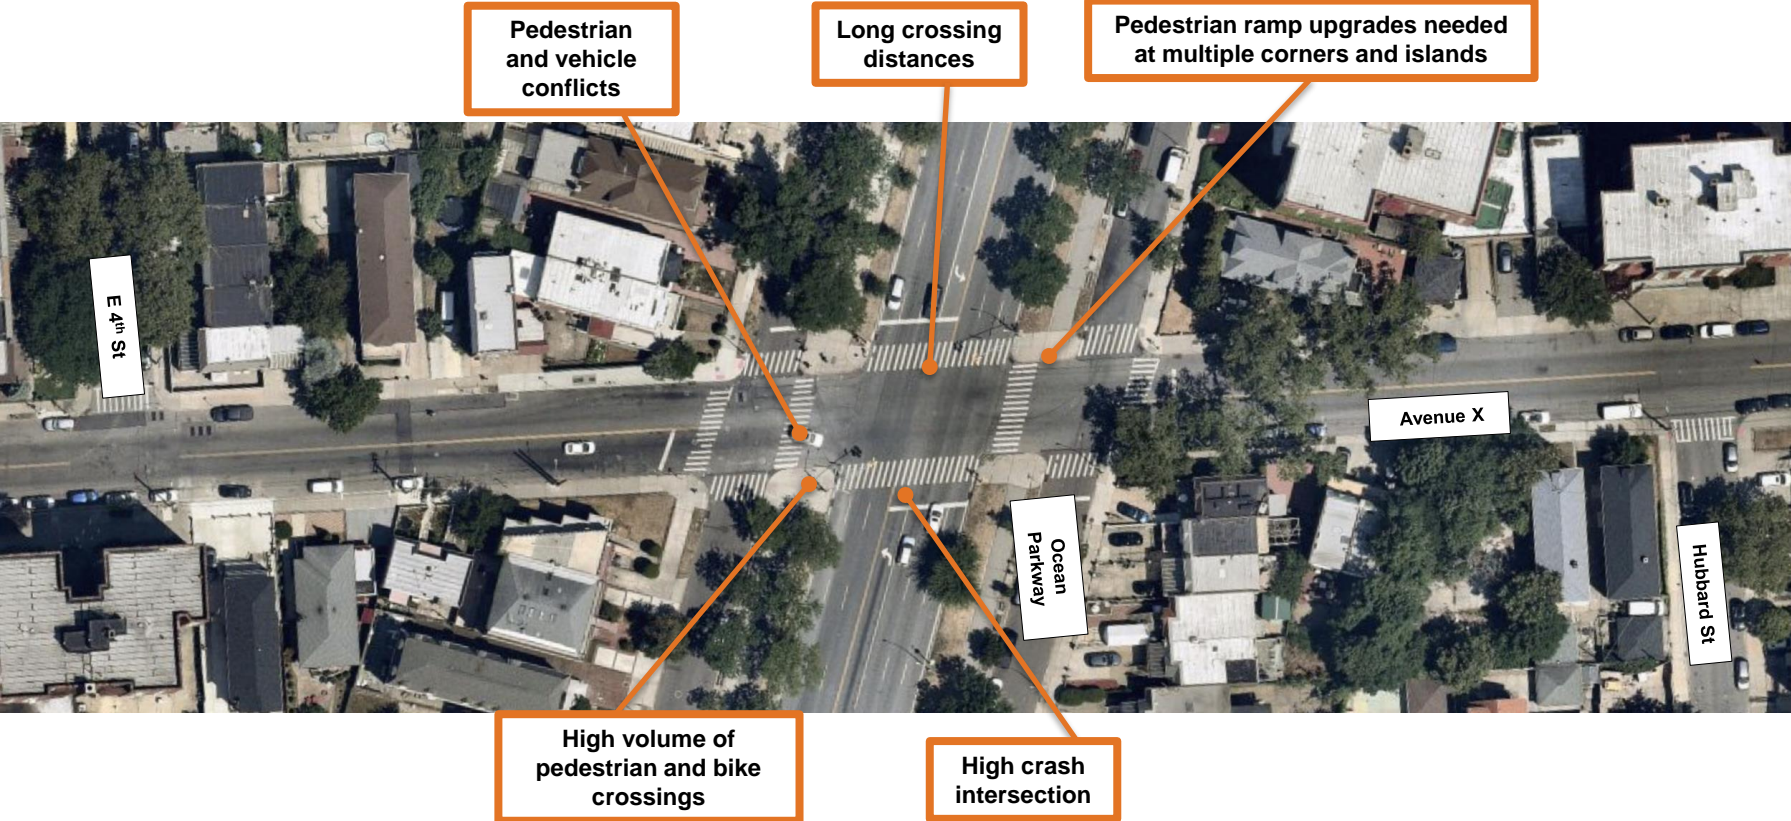 Pedestrian
and vehicle
conflicts
Long crossing
distances
Pedestrian ramp upgrades needed
at multiple corners and islands
E 4th St
Avenue X
Ocean
Parkway
Hubbard St
High volume of
pedestrian and bike
crossings
High crash
intersection